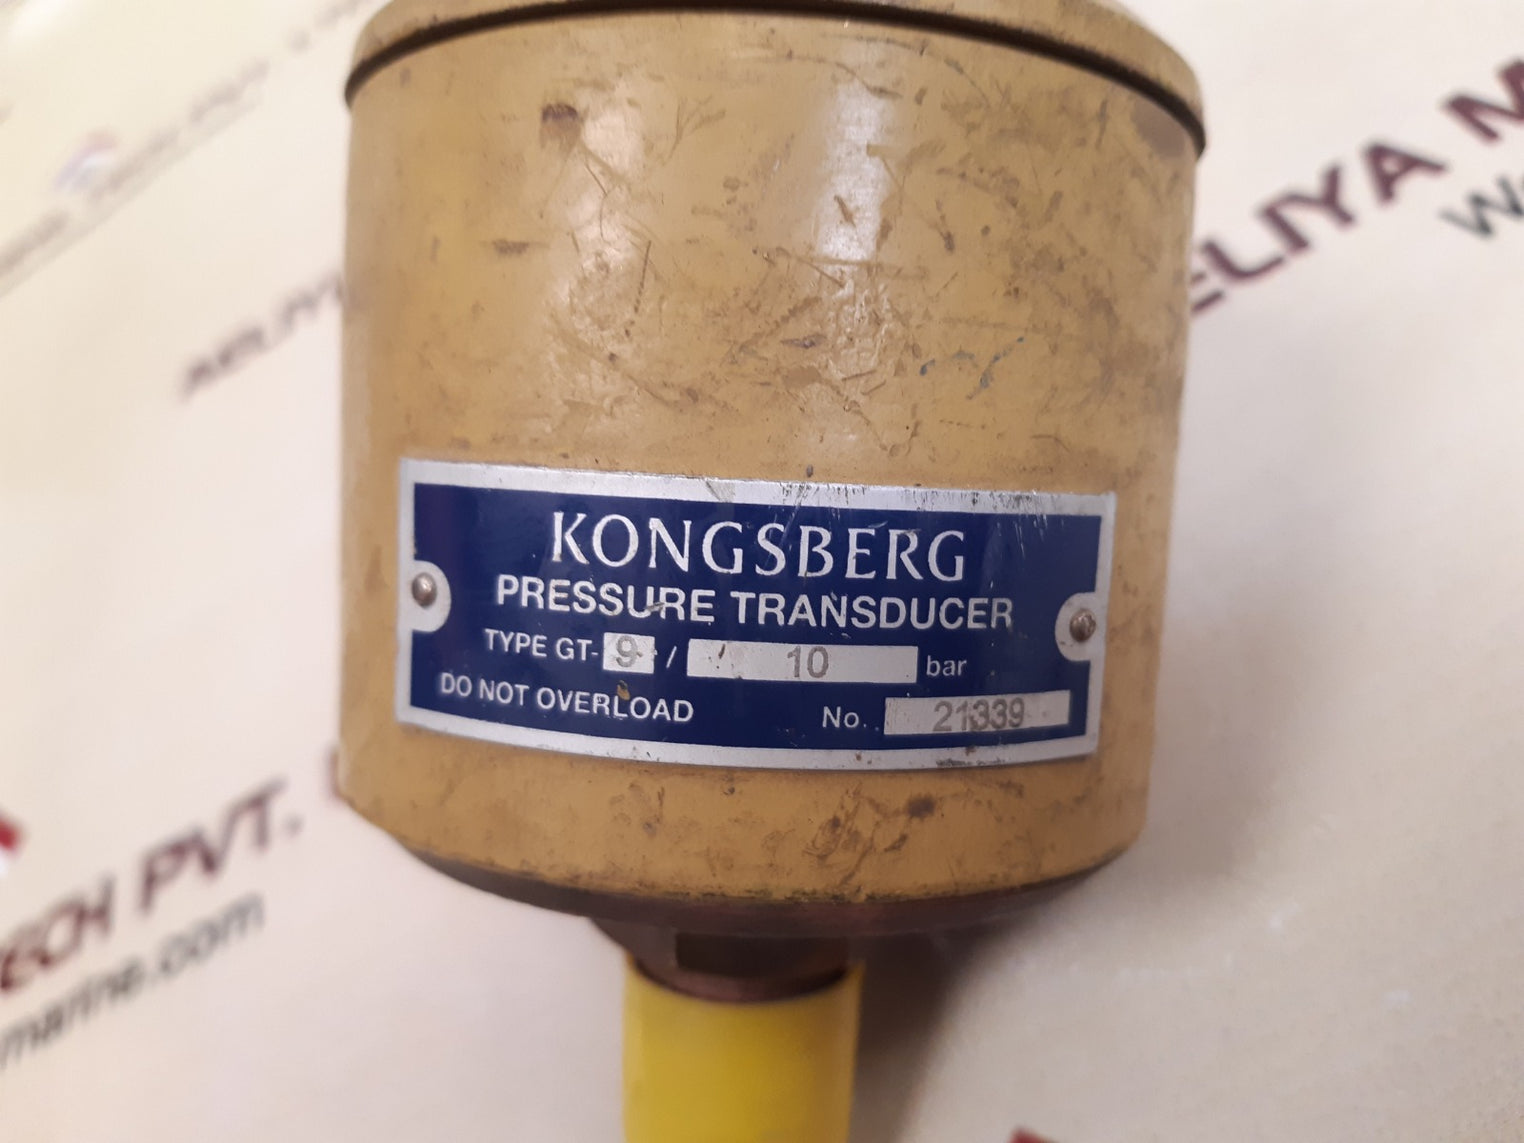 KONGSBERG
PRESSURE TRANSDUCER
TYPE GT-9 / 10 bar
DO NOT OVERLOAD No.. 21339
ELIYA M
TECH PVT.
marine.com